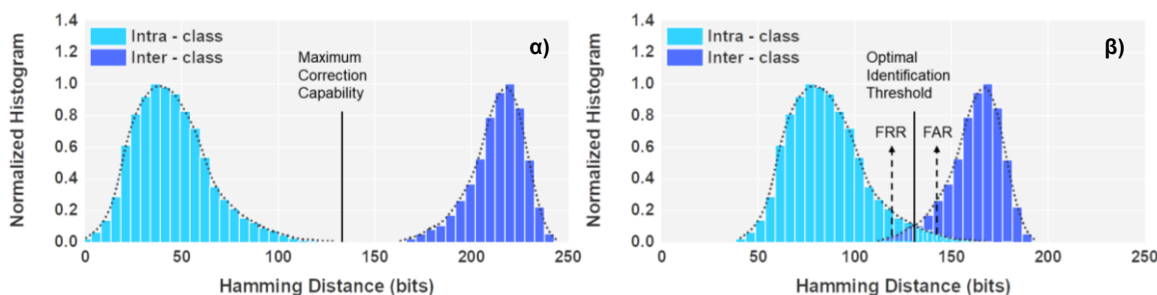 α)
Normalized Histogram
1.4
1.2
1.0
0.8
0.6
0.4
0.2
0.0
Intra - class
Inter - class
Maximum
Correction
Capability
0 50 100 150 200 250
Hamming Distance (bits)
β)
Normalized Histogram
1.4
1.2
1.0
0.8
0.6
0.4
0.2
0.0
Intra - class
Inter - class
Optimal
Identification
Threshold
FRR FAR
0 50 100 150 200 250
Hamming Distance (bits)